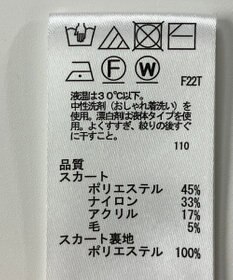 F
W
F22T
液温は30℃以下。
中性洗剤(おしゃれ着洗い)を
使用。漂白剤は液体タイプを使
用。よくすすぎ、絞りの後すぐ
に干すこと。
110
品質
スカート
ポリエステル 45%
ナイロン 33%
アクリル 17%
毛 5%
スカート裏地
ポリエステル 100%